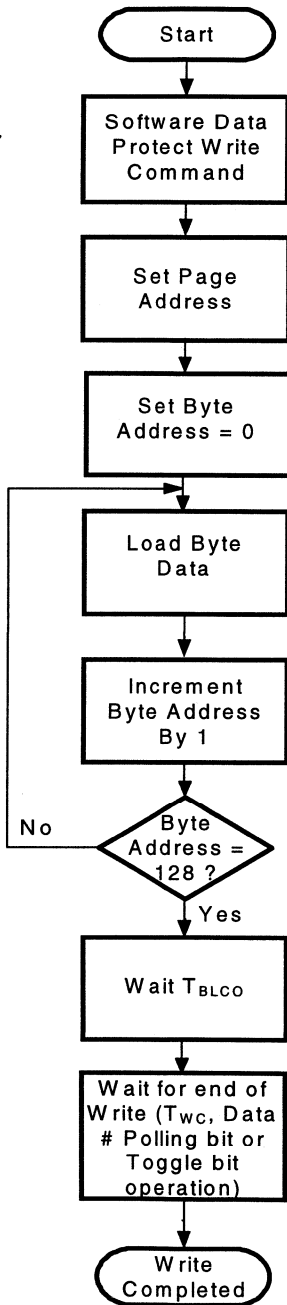 Start
Software Data
Protect Write
Command
Set Page
Address
Set Byte
Address = 0
Load Byte
Data
Increment
Byte Address
By 1
No
Byte
Address =
128 ?
Yes
Wait TBLCO
Wait for end of
Write (TWC, Data
# Polling bit or
Toggle bit
operation)
Write
Completed